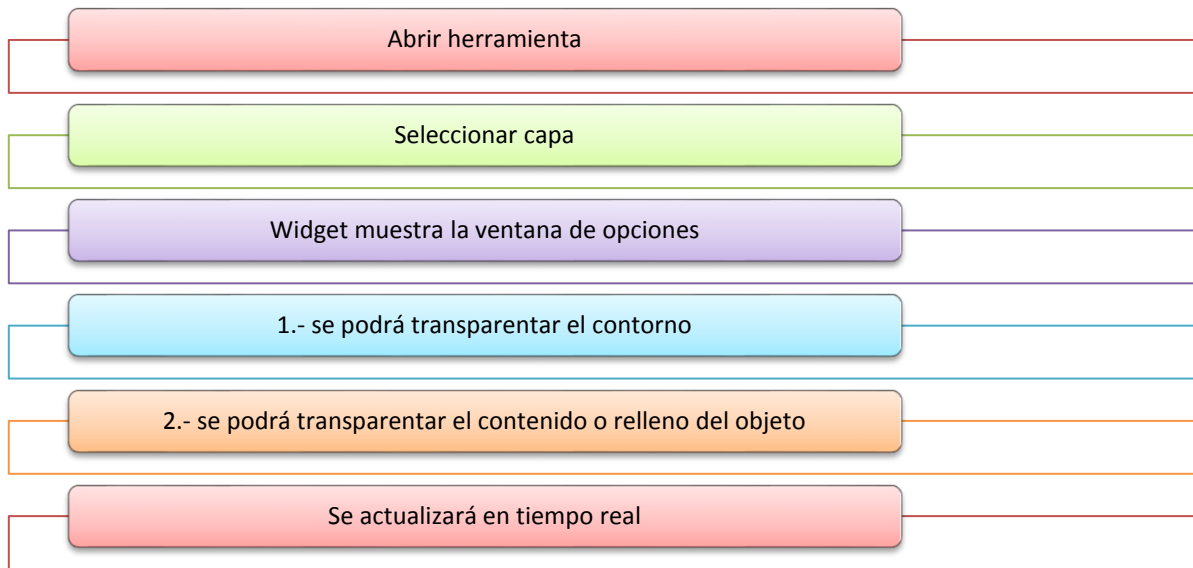 Abrir herramienta
Seleccionar capa
Widget muestra la ventana de opciones
1.- se podrá transparentar el contorno
2.- se podrá transparentar el contenido o relleno del objeto
Se actualizará en tiempo real